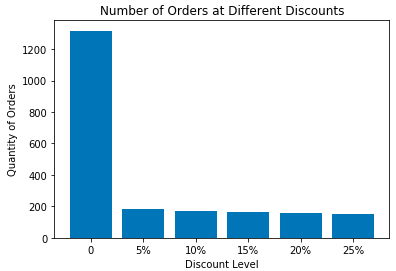 Number of Orders at Different Discounts
Quantity of Orders
1200
1000
800
600
400
200
0
0 5% 10% 15% 20% 25%
Discount Level